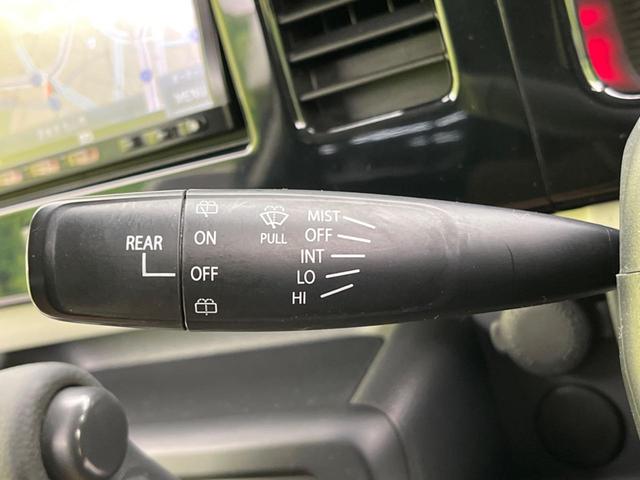 MIST
OFF
INT
LO
HI
PULL
REAR
ON
OFF